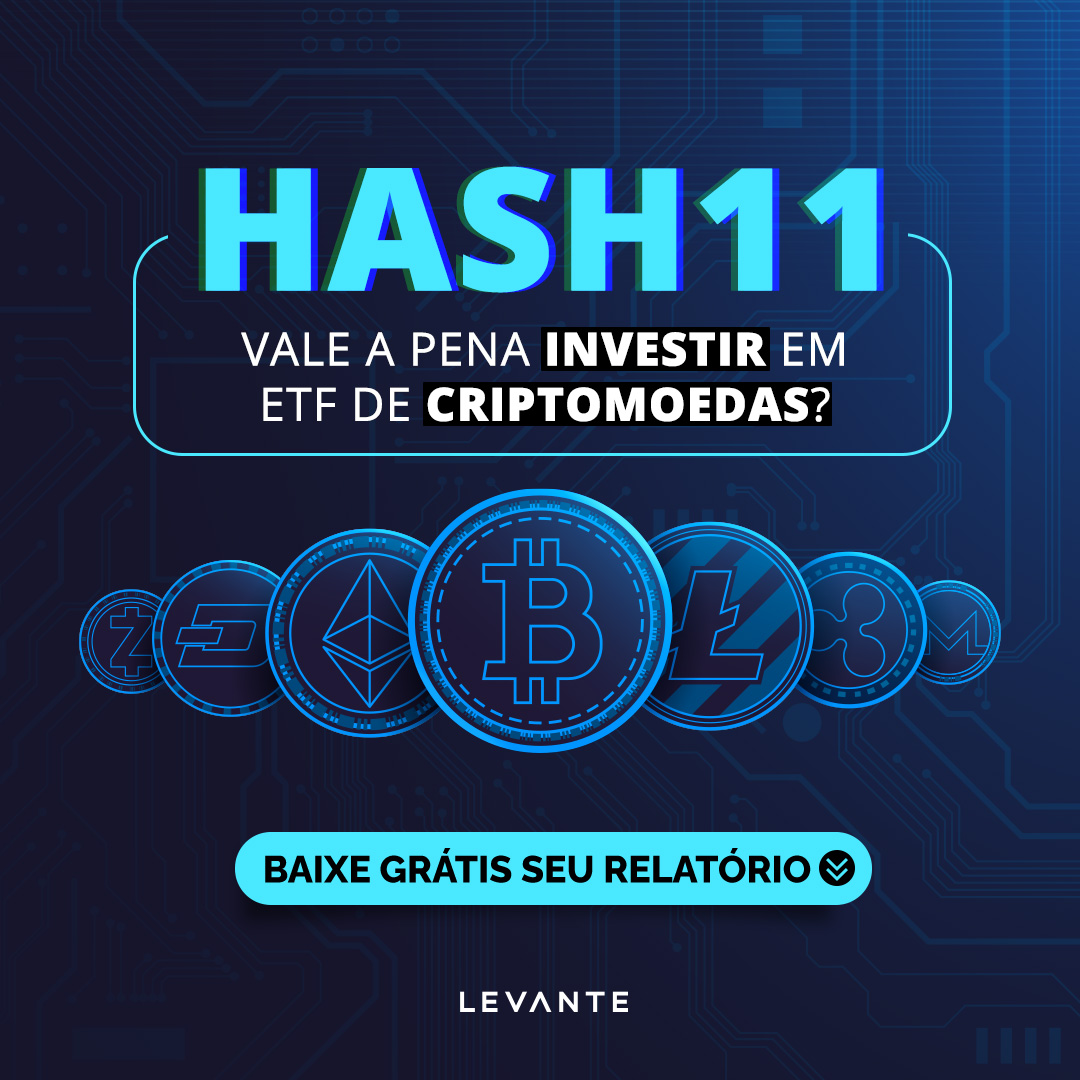 HASH11
VALE A PENA INVESTIR EM
ETF DE CRIPTOMOEDAS?
BAIXE GRÁTIS SEU RELATÓRIO
LEVANTE